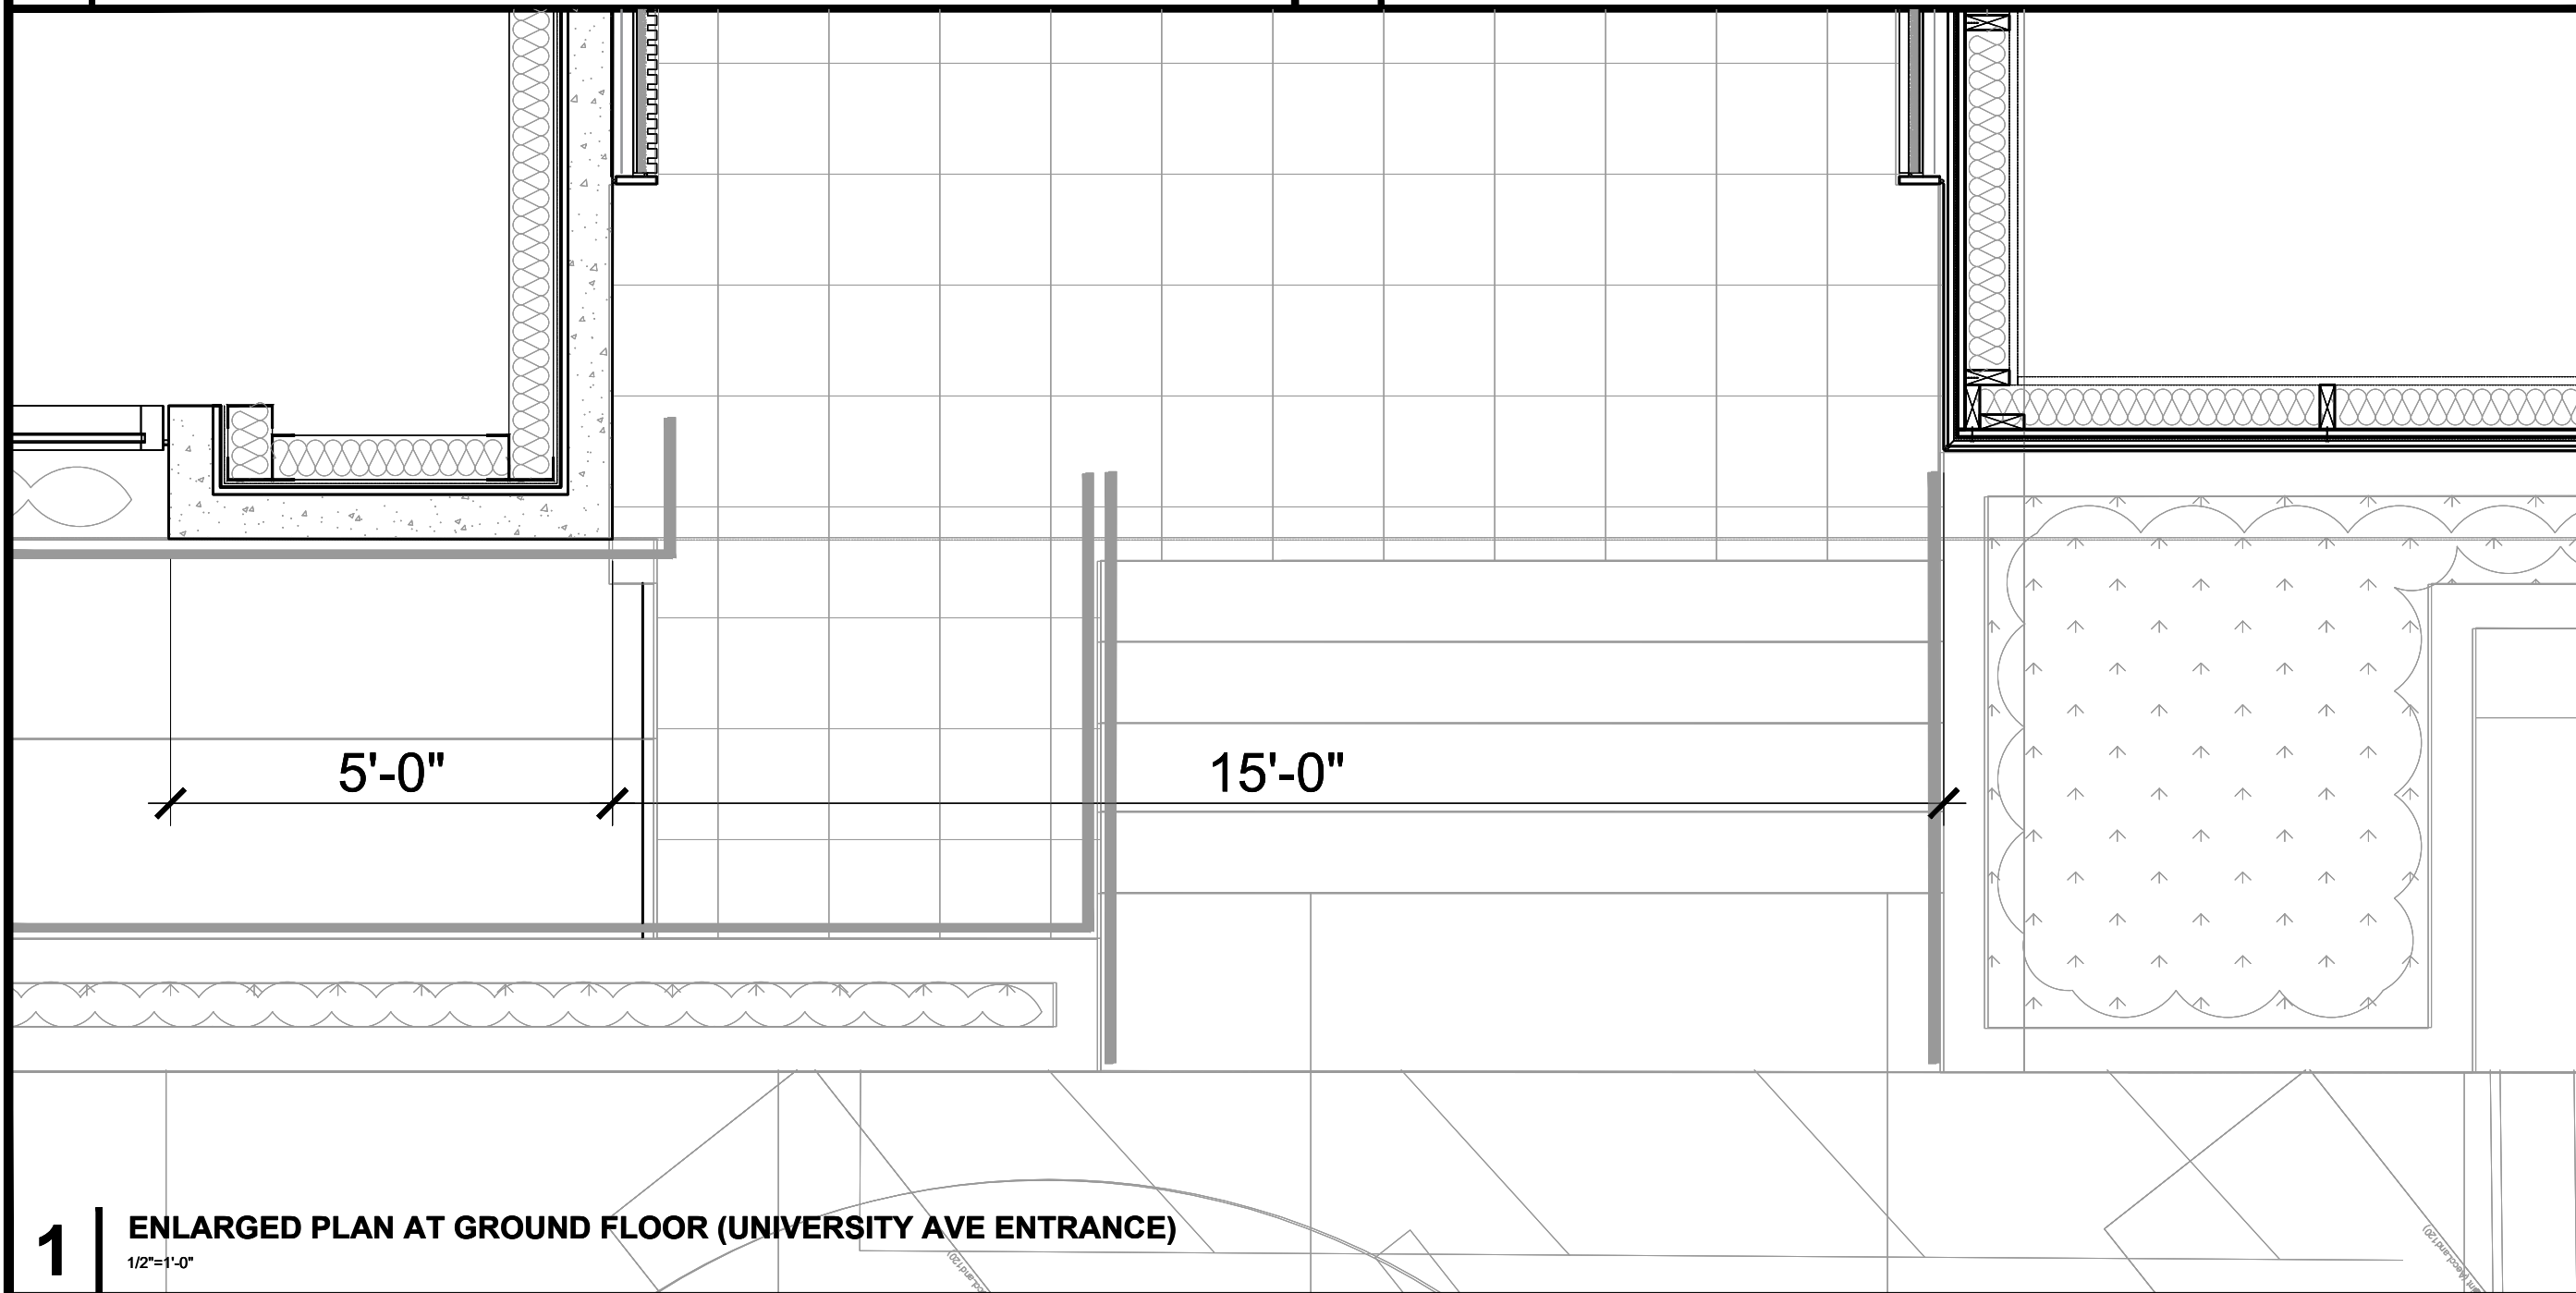 5'-0"
15'-0"
1
ENLARGED PLAN AT GROUND FLOOR (UNIVERSITY AVE ENTRANCE)
1/2"=1'-0"